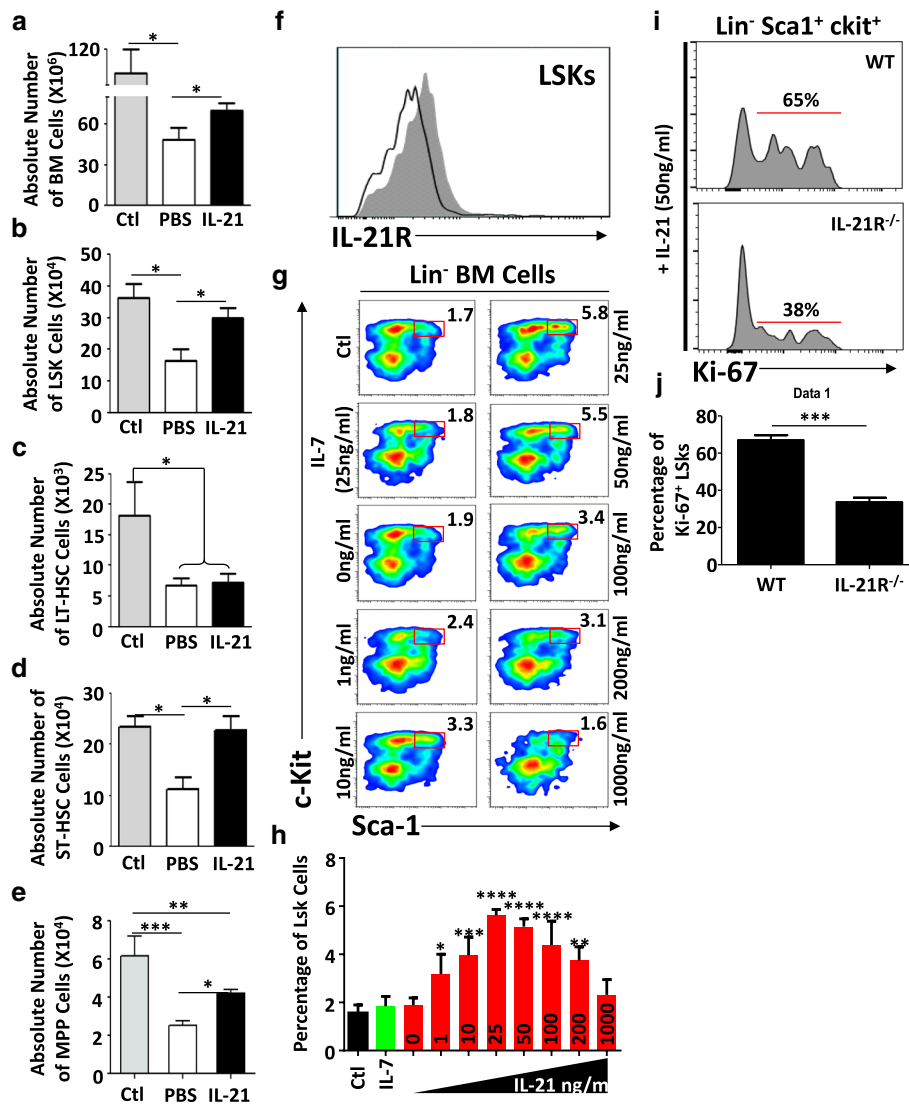 a
Absolute Number
of BM Cells (X10⁶)
120
80
60
40
20
0
*
*
Ctl PBS IL-21
b
Absolute Number
of LSK Cells (X10⁴)
50
40
30
20
10
0
*
*
Ctl PBS IL-21
c
Absolute Number
of LT-HSC Cells (X10³)
25
20
15
10
5
0
*
Ctl PBS IL-21
d
Absolute Number of
ST-HSC Cells (X10⁴)
30
20
10
0
*
*
Ctl PBS IL-21
e
Absolute Number
of MPP Cells (X10⁴)
8
6
4
2
0
**
***
*
Ctl PBS IL-21
f
LSKs
IL-21R
g
Lin⁻ BM Cells
Ctl
1.7
5.8
25ng/ml
IL-7
(25ng/ml)
1.8
5.5
50ng/ml
0ng/ml
1.9
3.4
100ng/ml
1ng/ml
2.4
3.1
200ng/ml
10ng/ml
3.3
1.6
1000ng/ml
c-Kit
Sca-1
h
Percentage of Lsk Cells
8
6
4
2
0
*
***
****
****
****
**
0 1 10 25 50 100 200 1000
Ctl IL-7
IL-21 ng/m
i
Lin⁻ Sca1⁺ ckit⁺
WT
65%
+ IL-21 (50ng/ml)
IL-21R⁻/⁻
38%
Ki-67
j
Data 1
***
Percentage of
Ki-67⁺ LSks
80
60
40
20
0
WT IL-21R⁻/⁻